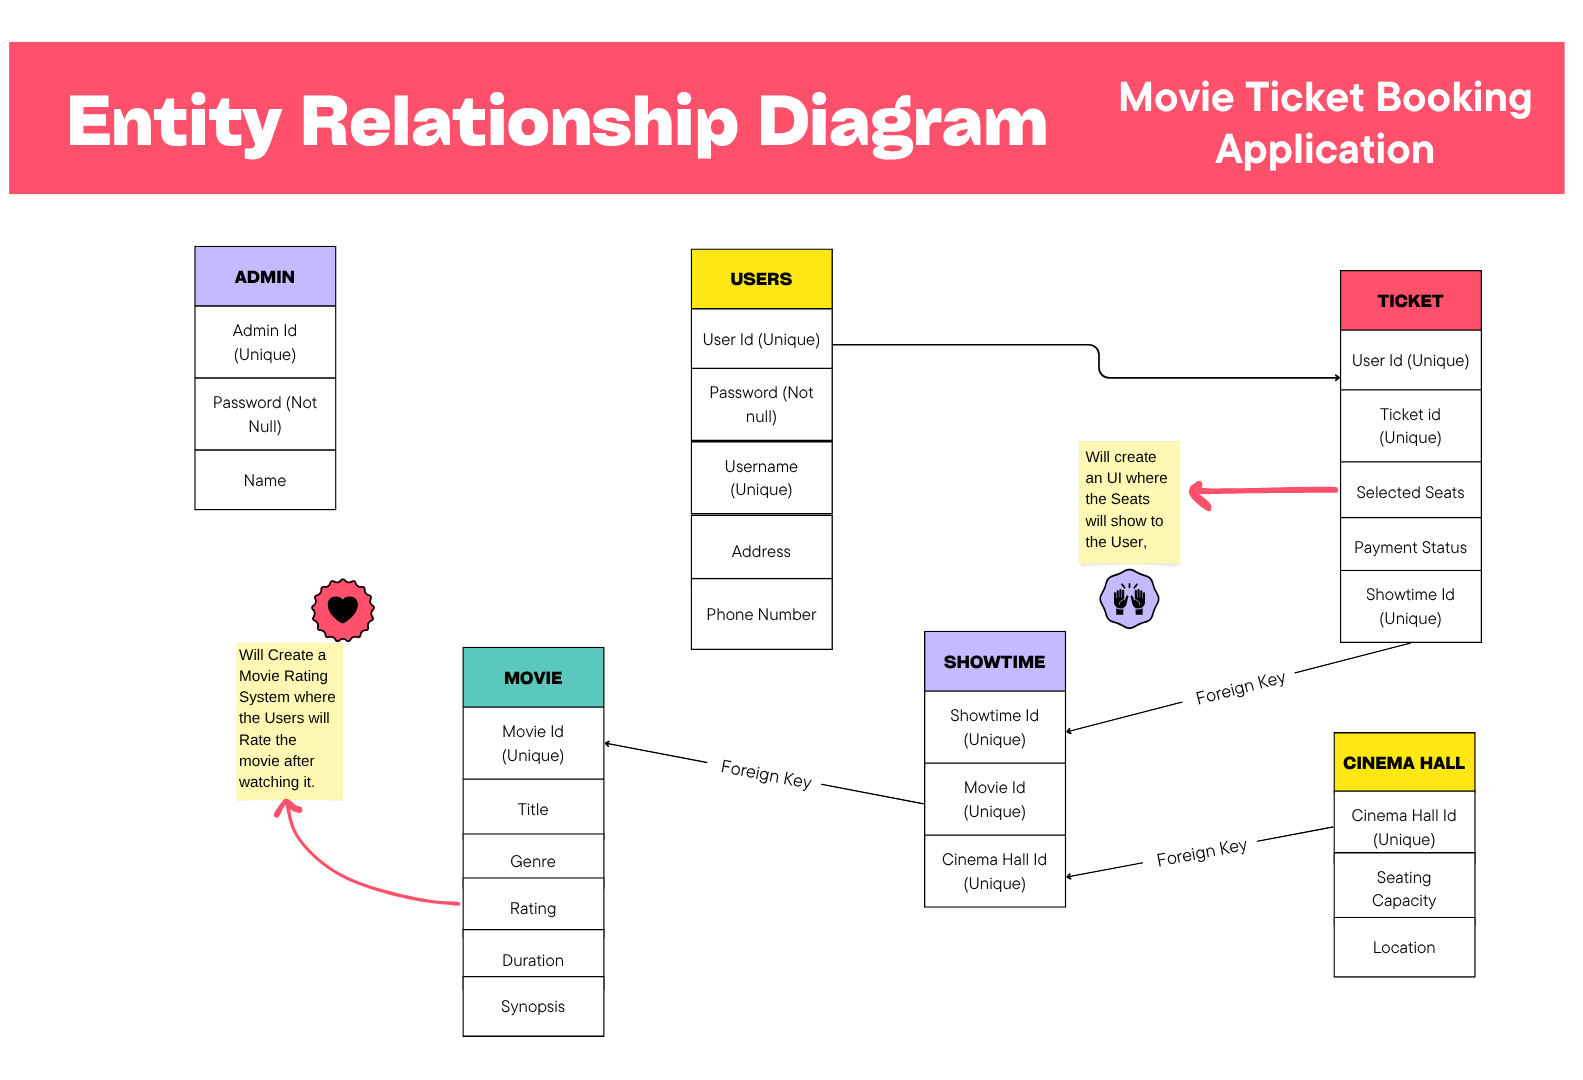 Entity Relationship Diagram
Movie Ticket Booking
Application
ADMIN
Admin Id
(Unique)
Password (Not
Null)
Name
USERS
User Id (Unique)
Password (Not
null)
Username
(Unique)
Address
Phone Number
TICKET
User Id (Unique)
Ticket id
(Unique)
Selected Seats
Payment Status
Showtime Id
(Unique)
Will create
an UI where
the Seats
will show to
the User,
Will Create a
Movie Rating
System where
the Users will
Rate the
movie after
watching it.
MOVIE
Movie Id
(Unique)
Title
Genre
Rating
Duration
Synopsis
Foreign Key
SHOWTIME
Showtime Id
(Unique)
Movie Id
(Unique)
Cinema Hall Id
(Unique)
Foreign Key
Foreign Key
CINEMA HALL
Cinema Hall Id
(Unique)
Seating
Capacity
Location